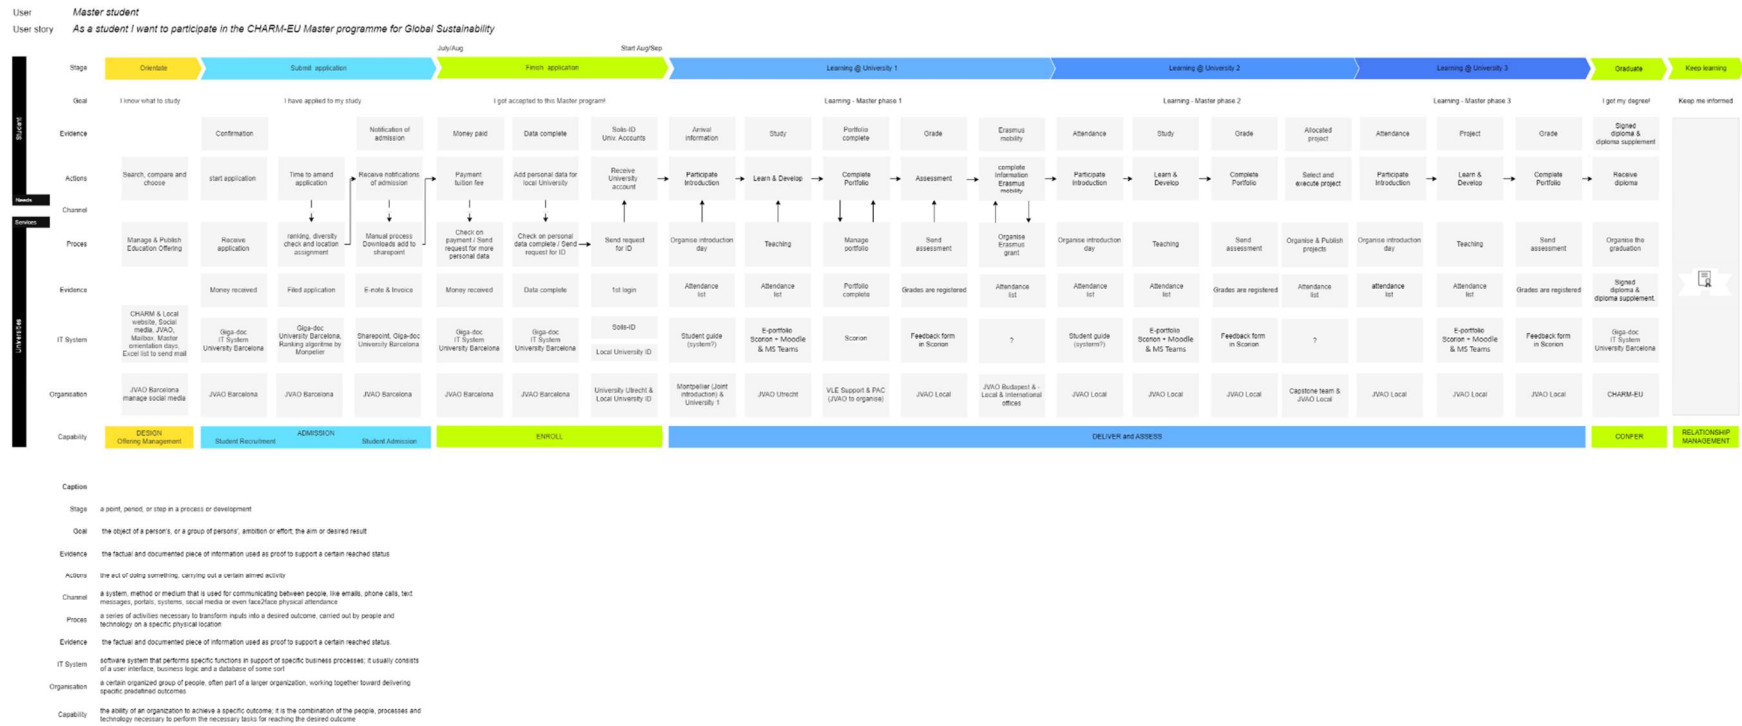 User Master student
User story As a student I want to participate in the CHARM-EU Master programme for Global Sustainability
July/Aug Start Aug/Sep
Stage Orientate Submit application Finish application Learning @ University 1 Learning @ University 2 Learning @ University 3 Graduate Keep learning
Goal I know what to study I have applied to my study I got accepted to this Master program! Learning - Master phase 1 Learning - Master phase 2 Learning - Master phase 3 I got my degree! Keep me informed
Student
Evidence
Confirmation
Notification of
admission
Money paid
Data complete
Solis-ID
Univ. Accounts
Arrival
information
Study
Portfolio
complete
Grade
Erasmus
mobility
Attendance
Study
Grade
Allocated
project
Attendance
Project
Grade
Signed
diploma &
diploma supplement
Actions
Search, compare and
choose
start application
Time to amend
application
Receive notifications
of admission
Payment
tuition fee
Add personal data for
local University
Receive
University
account
Participate
Introduction
Learn & Develop
Complete
Portfolio
Assessment
complete
information
Erasmus
mobility
Participate
Introduction
Learn &
Develop
Complete
Portfolio
Select and
execute project
Participate
Introduction
Learn &
Develop
Complete
Portfolio
Receive
diploma
Needs
Channel
Services
Proces
Manage & Publish
Education Offering
Receive
application
ranking, diversity
check and location
assignment
Manual process
Downloads add to
sharepoint
Check on
payment / Send
request for more
personal data
Check on personal
data complete / Send
request for ID
Send request
for ID
Organise introduction
day
Teaching
Manage
portfolio
Send
assessment
Organise
Erasmus
grant
Organise introduction
day
Teaching
Send
assessment
Organise & Publish
projects
Organise introduction
day
Teaching
Send
assessment
Organise the
graduation
Universities
Evidence
Money received
Filed application
E-note & Invoice
Money received
Data complete
1st login
Attendance
list
Attendance
list
Portfolio
complete
Grades are registered
Attendance
list
Attendance
list
Attendance
list
Grades are registered
Attendance
list
attendance
list
Attendance
list
Grades are registered
Signed
diploma &
diploma supplement.
IT System
CHARM & Local
website, Social
media, JVAO,
Mailbox, Master
orientation days,
Excel list to send mail
Giga-doc
IT System
University Barcelona
Giga-doc
University Barcelona,
Ranking algoritme by
Monpelier
Sharepoint, Giga-doc
University Barcelona
Giga-doc
IT System
University Barcelona
Giga-doc
IT System
University Barcelona
Solis-ID
Local University ID
Student guide
(system?)
E-portfolio
Scorion + Moodle
& MS Teams
Scorion
Feedback form
in Scorion
?
Student guide
(system?)
E-portfolio
Scorion + Moodle
& MS Teams
Feedback form
in Scorion
?
E-portfolio
Scorion + Moodle
& MS Teams
Feedback form
in Scorion
Giga-doc
IT System
University Barcelona
Organisation
JVAO Barcelona
manage social media
JVAO Barcelona
JVAO Barcelona
JVAO Barcelona
JVAO Barcelona
JVAO Barcelona
University Utrecht &
Local University ID
Montpellier (Joint
introduction) &
University 1
JVAO Utrecht
VLE Support & PAC
(JVAO to organise)
JVAO Local
JVAO Budapest & -
Local & International
offices
JVAO Local
JVAO Local
JVAO Local
Capstone team &
JVAO Local
JVAO Local
JVAO Local
JVAO Local
CHARM-EU
Capability
DESIGN
Offering Management
ADMISSION
Student Recruitment Student Admission
ENROLL
DELIVER and ASSESS
CONFER
RELATIONSHIP
MANAGEMENT
Caption
Stage a point, period, or step in a process or development
Goal the object of a person's, or a group of persons', ambition or effort; the aim or desired result
Evidence the factual and documented piece of information used as proof to support a certain reached status
Actions the act of doing something, carrying out a certain aimed activity
Channel a system, method or medium that is used for communicating between people, like emails, phone calls, text
messages, portals, systems, social media or even face2face physical attendance
Proces a series of activities necessary to transform inputs into a desired outcome, carried out by people and
technology on a specific physical location
Evidence the factual and documented piece of information used as proof to support a certain reached status.
IT System software system that performs specific functions in support of specific business processes; it usually consists
of a user interface, business logic and a database of some sort
Organisation a certain organized group of people, often part of a larger organization, working together toward delivering
specific predefined outcomes
Capability the ability of an organization to achieve a specific outcome; it is the combination of the people, processes and
technology necessary to perform the necessary tasks for reaching the desired outcome